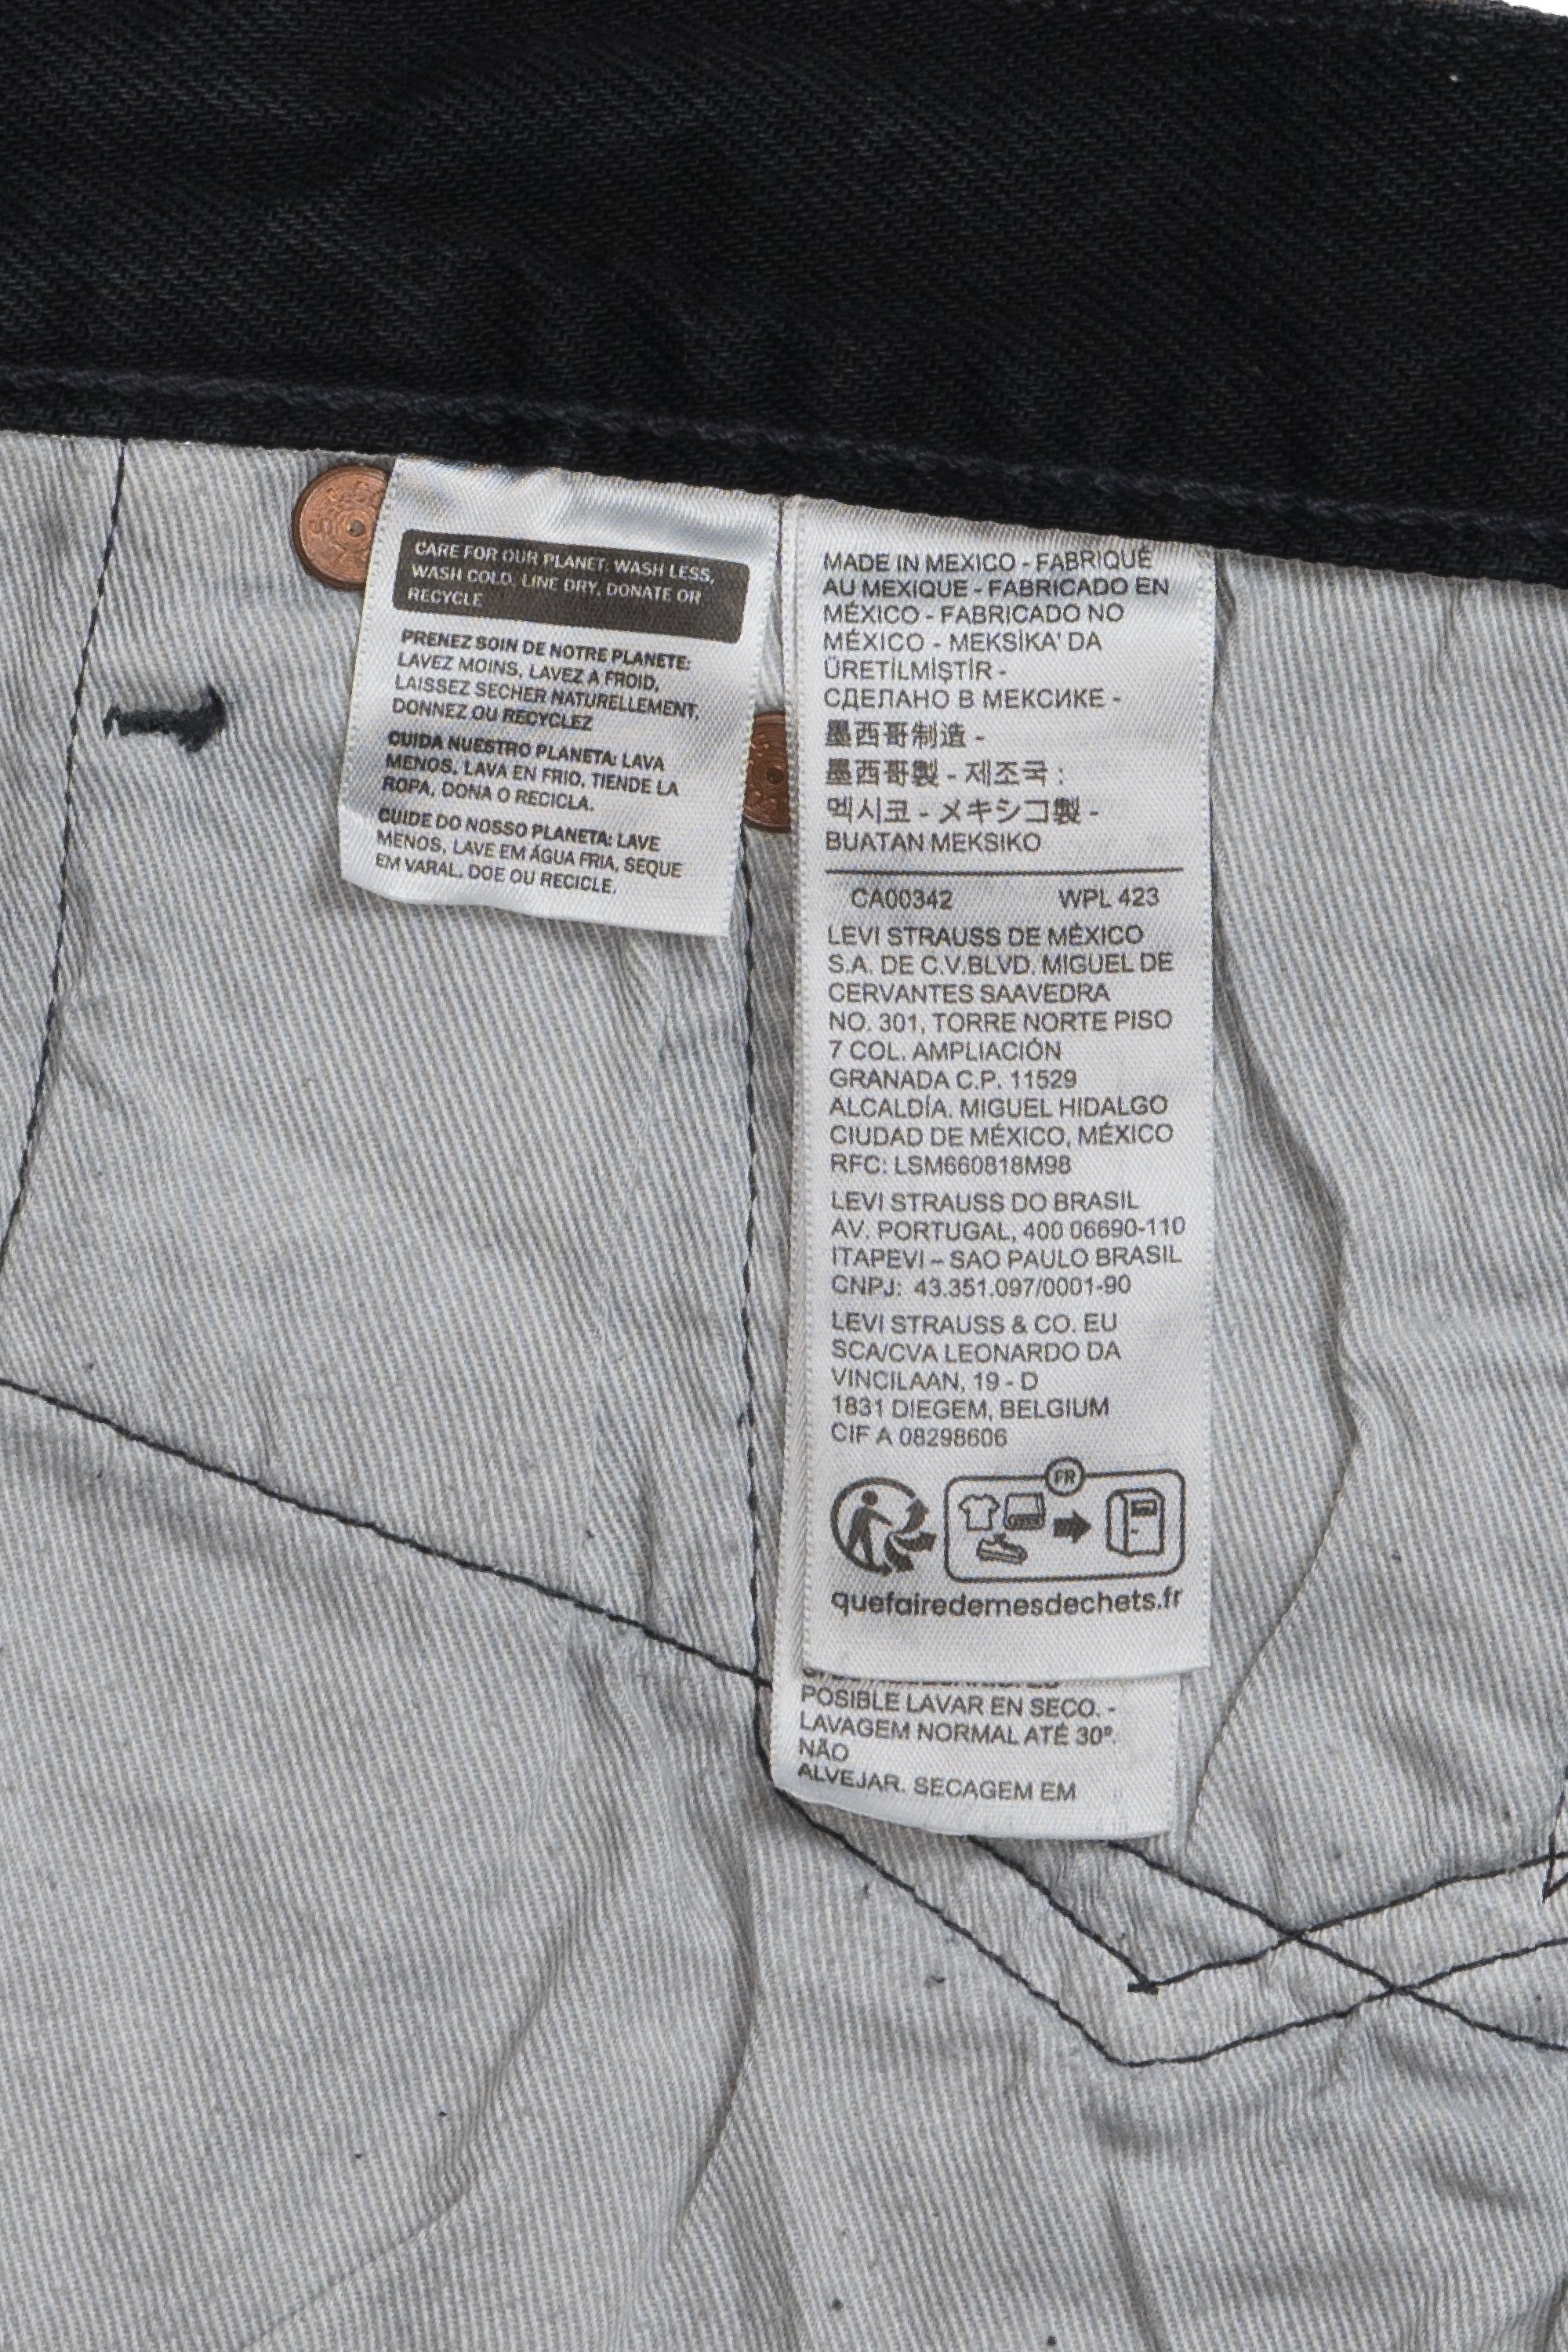 CARE FOR OUR PLANET: WASH LESS,
WASH COLD, LINE DRY, DONATE OR
RECYCLE
PRENEZ SOIN DE NOTRE PLANETE:
LAVEZ MOINS, LAVEZ A FROID,
LAISSEZ SECHER NATURELLEMENT,
DONNEZ OU RECYCLEZ
CUIDA NUESTRO PLANETA: LAVA
MENOS, LAVA EN FRIO, TIENDE LA
ROPA, DONA O RECICLA.
CUIDE DO NOSSO PLANETA: LAVE
MENOS, LAVE EM ÁGUA FRIA, SEQUE
EM VARAL, DOE OU RECICLE.
MADE IN MEXICO - FABRIQUÉ
AU MEXIQUE - FABRICADO EN
MÉXICO - FABRICADO NO
MÉXICO - MEKSİKA' DA
ÜRETİLMİŞTİR -
СДЕЛАНО В МЕКСИКЕ -
墨西哥制造 -
墨西哥製 - 제조국 :
멕시코 - メキシコ製 -
BUATAN MEKSIKO
CA00342 WPL 423
LEVI STRAUSS DE MÉXICO
S.A. DE C.V.BLVD. MIGUEL DE
CERVANTES SAAVEDRA
NO. 301, TORRE NORTE PISO
7 COL. AMPLIACIÓN
GRANADA C.P. 11529
ALCALDÍA. MIGUEL HIDALGO
CIUDAD DE MÉXICO, MÉXICO
RFC: LSM660818M98
LEVI STRAUSS DO BRASIL
AV. PORTUGAL, 400 06690-110
ITAPEVI – SAO PAULO BRASIL
CNPJ: 43.351.097/0001-90
LEVI STRAUSS & CO. EU
SCA/CVA LEONARDO DA
VINCILAAN, 19 - D
1831 DIEGEM, BELGIUM
CIF A 08298606
FR
quefairedemesdechets.fr
POSIBLE LAVAR EN SECO. -
LAVAGEM NORMAL ATÉ 30º.
NÃO
ALVEJAR. SECAGEM EM